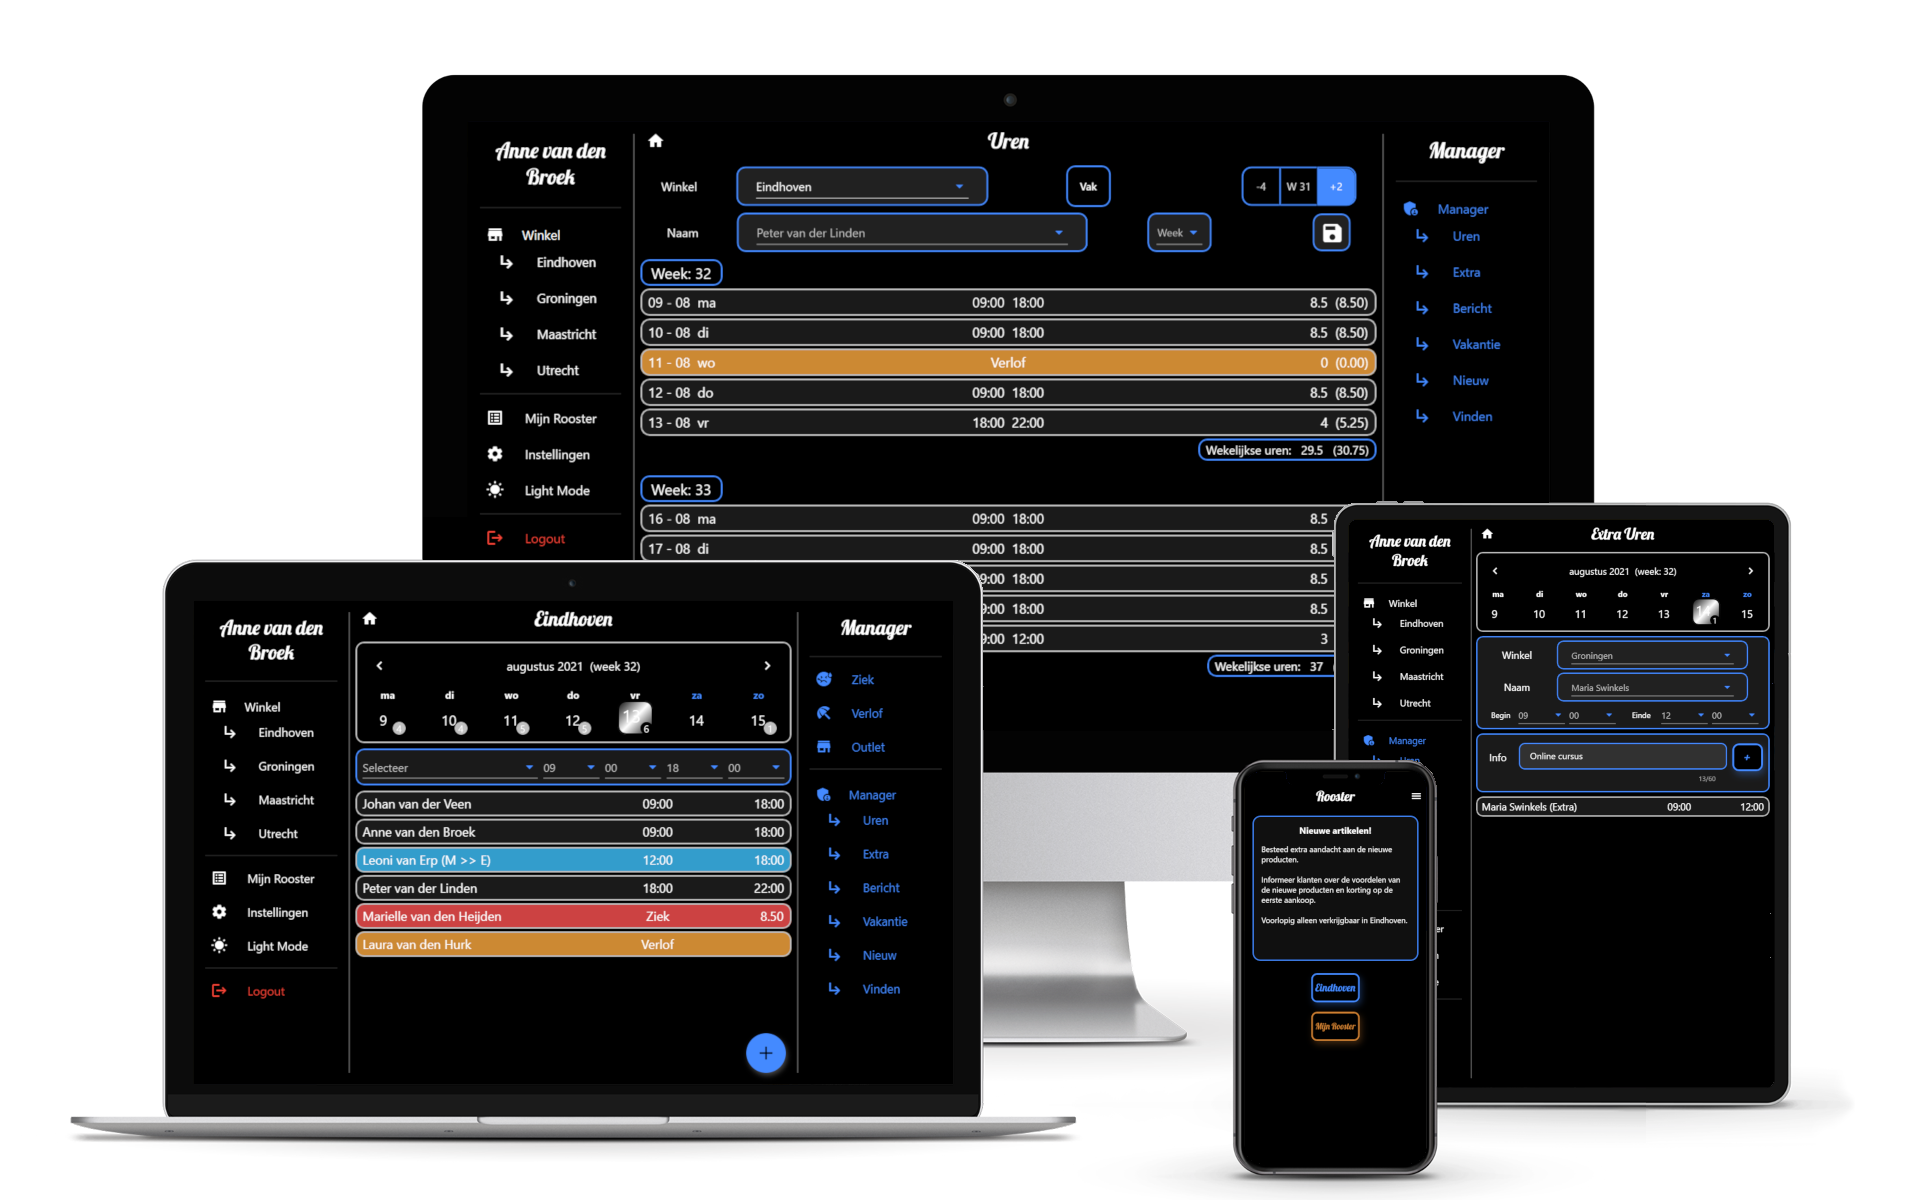 Anne van den
Broek
Winkel
Eindhoven
Groningen
Maastricht
Utrecht
Mijn Rooster
Instellingen
Light Mode
Logout
Uren
Winkel
Eindhoven
Vak
-4
W 31
+2
Naam
Peter van der Linden
Week
Week: 32
09 - 08 ma 09:00 18:00 8.5 (8.50)
10 - 08 di 09:00 18:00 8.5 (8.50)
11 - 08 wo Verlof 0 (0.00)
12 - 08 do 09:00 18:00 8.5 (8.50)
13 - 08 vr 18:00 22:00 4 (5.25)
Wekelijkse uren: 29.5 (30.75)
Week: 33
16 - 08 ma 09:00 18:00 8.5
17 - 08 di 09:00 18:00 8.5
18:00 8.5
18:00 8.5
12:00 3
Wekelijkse uren: 37
Manager
Manager
Uren
Extra
Bericht
Vakantie
Nieuw
Vinden
Anne van den
Broek
Winkel
Eindhoven
Groningen
Maastricht
Utrecht
Mijn Rooster
Instellingen
Light Mode
Logout
Eindhoven
augustus 2021 (week 32)
ma di wo do vr za zo
9 4 10 4 11 5 12 5 13 6 14 15 1
Selecteer 09 00 18 00
Johan van der Veen 09:00 18:00
Anne van den Broek 09:00 18:00
Leoni van Erp (M >> E) 12:00 18:00
Peter van der Linden 18:00 22:00
Marielle van den Heijden Ziek 8.50
Laura van den Hurk Verlof
+
Manager
Ziek
Verlof
Outlet
Manager
Uren
Extra
Bericht
Vakantie
Nieuw
Vinden
Anne van den
Broek
Winkel
Eindhoven
Groningen
Maastricht
Utrecht
Manager
Extra Uren
augustus 2021 (week: 32)
ma di wo do vr za zo
9 10 11 12 13 14 1 15
Winkel Groningen
Naam Maria Swinkels
Begin 09 00 Einde 12 00
Info Online cursus +
13/60
Maria Swinkels (Extra) 09:00 12:00
Rooster
Nieuwe artikelen!
Besteed extra aandacht aan de nieuwe
producten.
Informeer klanten over de voordelen van
de nieuwe producten en korting op de
eerste aankoop.
Voorlopig alleen verkrijgbaar in Eindhoven.
Eindhoven
Mijn Rooster